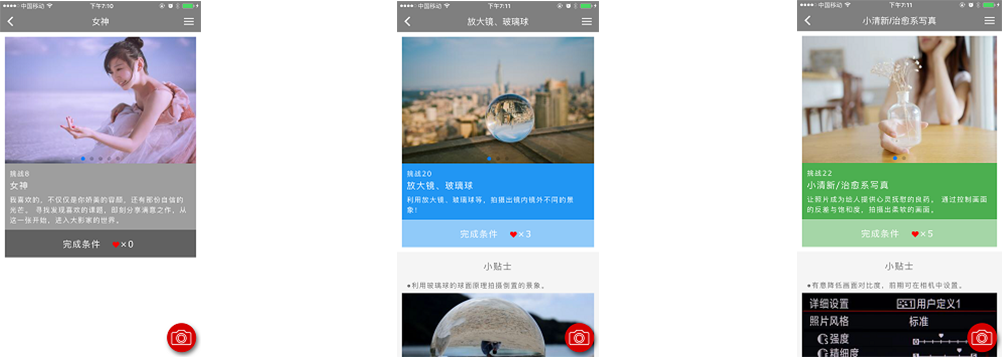 中国移动 下午7:10
女神
挑战8
女神
我喜欢的，不仅仅是你娇美的容颜，还有那份自信的
光芒。 寻找发现喜欢的课题，即刻分享满意之作，从
这一张开始，进入大影家的世界。
完成条件 ×0
中国移动 下午7:11
放大镜、玻璃球
挑战20
放大镜、玻璃球
利用放大镜、玻璃球等，拍摄出镜内镜外不同的景
象！
完成条件 ×3
小贴士
●利用玻璃球的球面原理拍摄倒置的景象。
中国移动 下午7:11
小清新/治愈系写真
挑战22
小清新/治愈系写真
让照片成为给人提供心灵抚慰的良药。 通过控制画面
的反差与饱和度，拍摄出柔软的画面。
完成条件 ×5
小贴士
●有意降低画面对比度，前期可在相机中设置。
详细设置 1用户定义1
照片风格 标准
强度
精细度